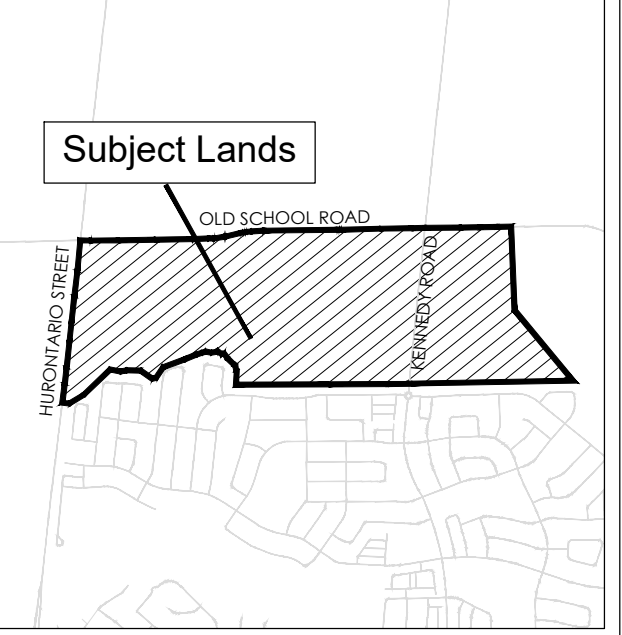 Subject Lands
OLD SCHOOL ROAD
HURONTARIO STREET
KENNEDY ROAD